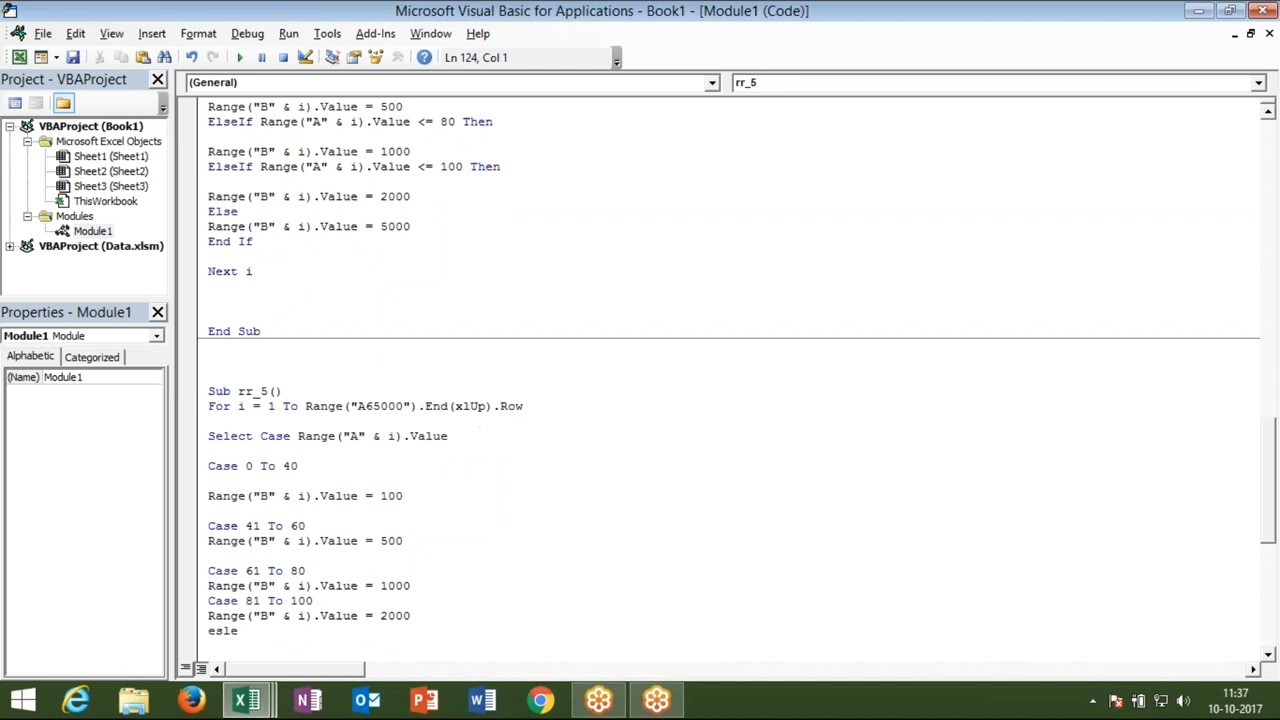 Microsoft Visual Basic for Applications - Book1 - [Module1 (Code)]
File Edit View Insert Format Debug Run Tools Add-Ins Window Help
Ln 124, Col 1
Project - VBAProject
(General)
rr_5
VBAProject (Book1)
Microsoft Excel Objects
Sheet1 (Sheet1)
Sheet2 (Sheet2)
Sheet3 (Sheet3)
ThisWorkbook
Modules
Module1
VBAProject (Data.xlsm)
Properties - Module1
Module1 Module
Alphabetic Categorized
(Name) Module1
Range("B" & i).Value = 500
ElseIf Range("A" & i).Value <= 80 Then
Range("B" & i).Value = 1000
ElseIf Range("A" & i).Value <= 100 Then
Range("B" & i).Value = 2000
Else
Range("B" & i).Value = 5000
End If
Next i
End Sub
Sub rr_5()
For i = 1 To Range("A65000").End(xlUp).Row
Select Case Range("A" & i).Value
Case 0 To 40
Range("B" & i).Value = 100
Case 41 To 60
Range("B" & i).Value = 500
Case 61 To 80
Range("B" & i).Value = 1000
Case 81 To 100
Range("B" & i).Value = 2000
esle
11:37
10-10-2017